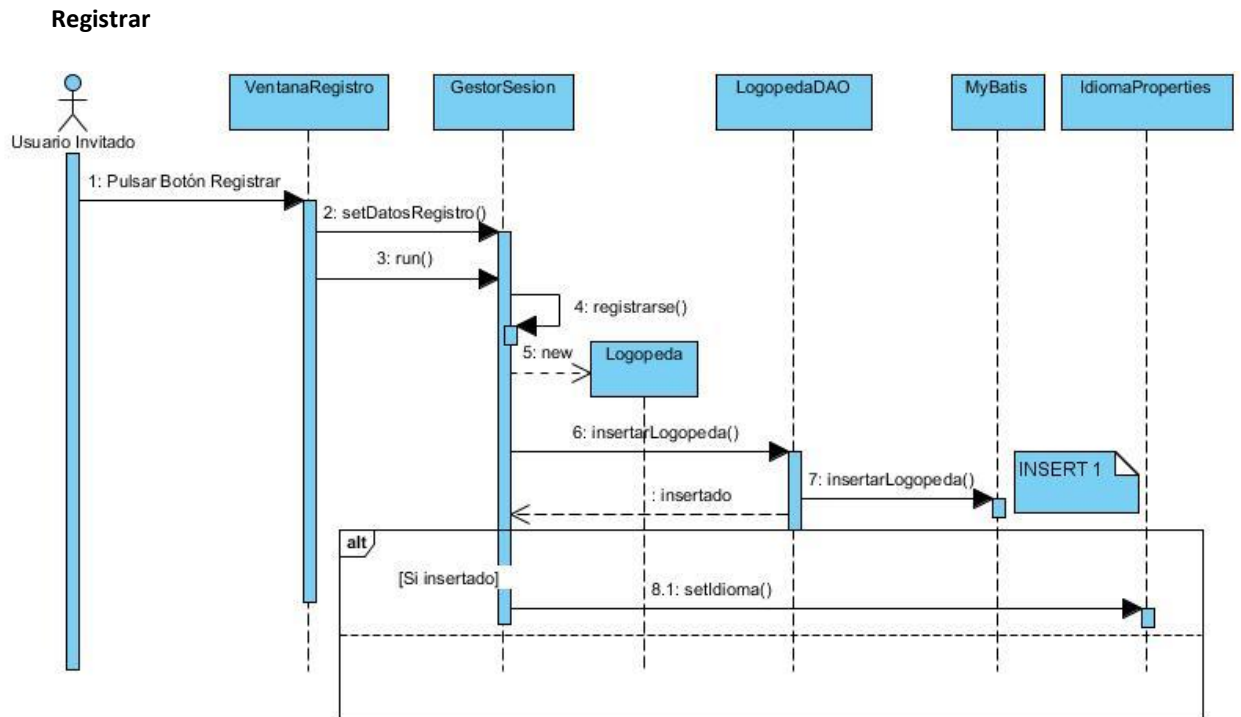 Registrar
VentanaRegistro
GestorSesion
LogopedaDAO
MyBatis
IdiomaProperties
Usuario Invitado
1: Pulsar Botón Registrar
2: setDatosRegistro()
3: run()
4: registrarse()
5: new
Logopeda
6: insertarLogopeda()
7: insertarLogopeda()
INSERT 1
: insertado
alt
[Si insertado]
8.1: setIdioma()